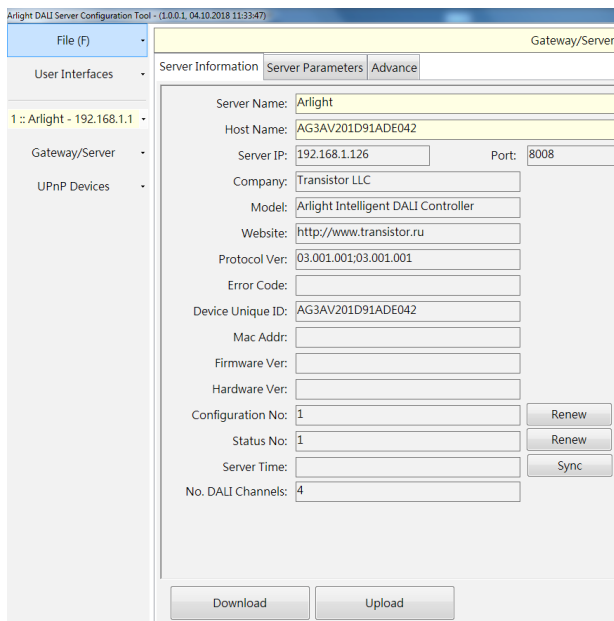 Arlight DALI Server Configuration Tool - (1.0.0.1, 04.10.2018 11:33:47)
File (F)
User Interfaces
1 :: Arlight - 192.168.1.1
Gateway/Server
UPnP Devices
Gateway/Server
Server Information Server Parameters Advance
Server Name: Arlight
Host Name: AG3AV201D91ADE042
Server IP: 192.168.1.126 Port: 8008
Company: Transistor LLC
Model: Arlight Intelligent DALI Controller
Website: http://www.transistor.ru
Protocol Ver: 03.001.001;03.001.001
Error Code:
Device Unique ID: AG3AV201D91ADE042
Mac Addr:
Firmware Ver:
Hardware Ver:
Configuration No: 1 Renew
Status No: 1 Renew
Server Time: Sync
No. DALI Channels: 4
Download Upload